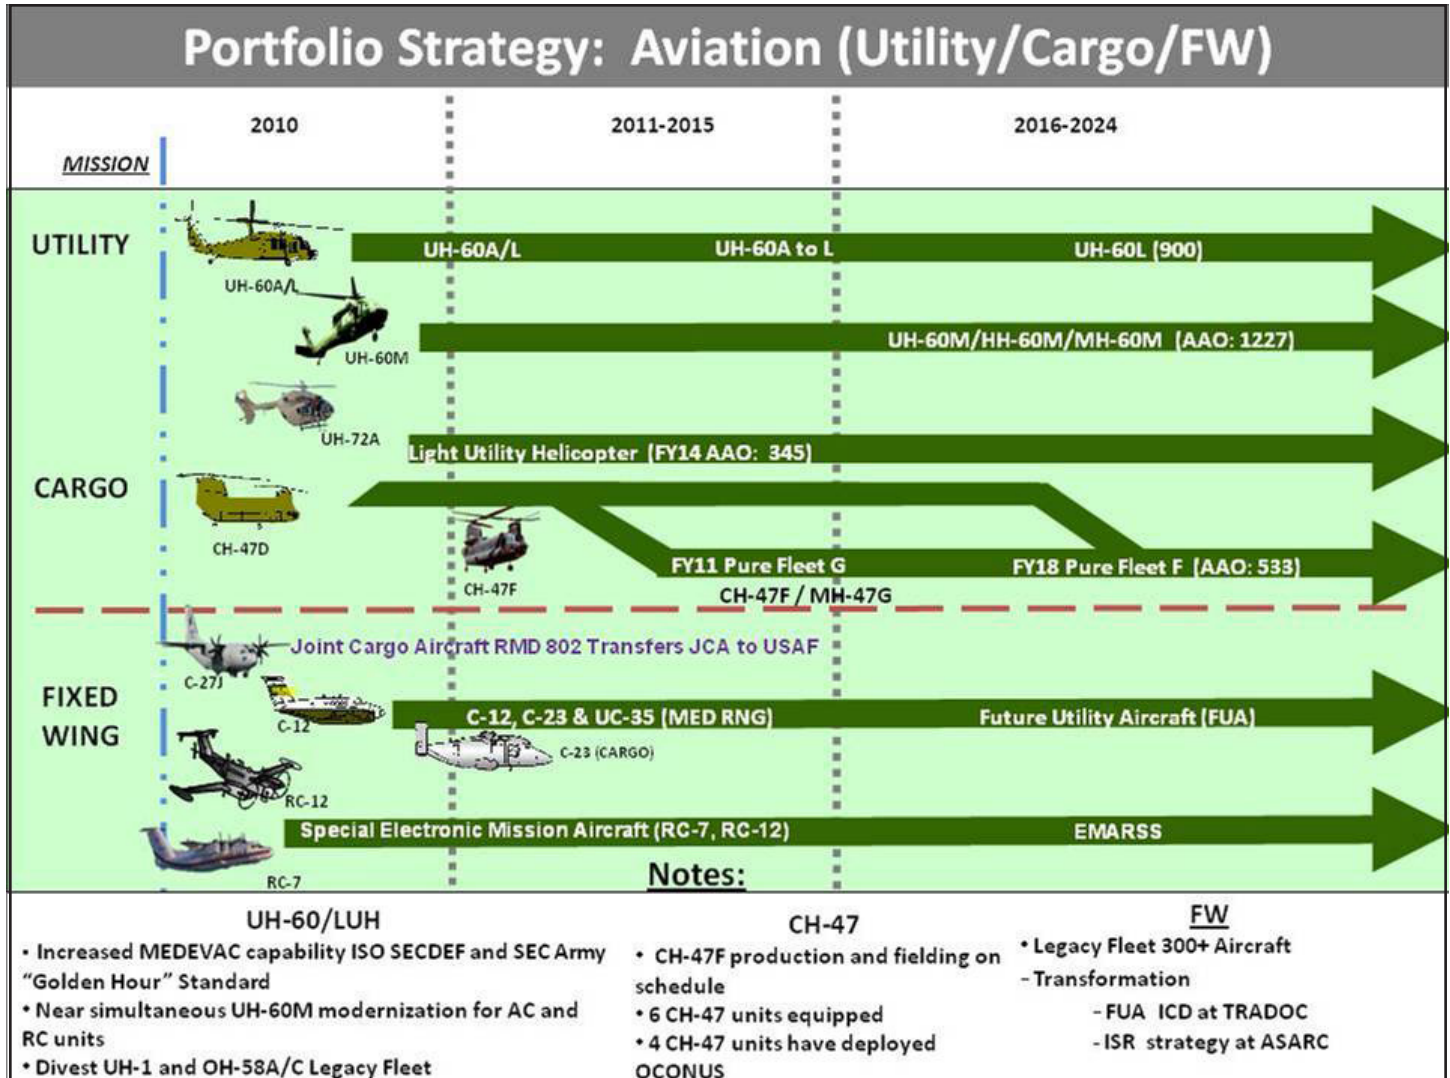 Portfolio Strategy: Aviation (Utility/Cargo/FW)
2010
2011-2015
2016-2024
MISSION
UTILITY
UH-60A/L
UH-60A to L
UH-60L (900)
UH-60A/L
UH-60M/HH-60M/MH-60M (AAO: 1227)
UH-60M
UH-72A
Light Utility Helicopter (FY14 AAO: 345)
CARGO
CH-47D
CH-47F
FY11 Pure Fleet G
FY18 Pure Fleet F (AAO: 533)
CH-47F / MH-47G
Joint Cargo Aircraft RMD 802 Transfers JCA to USAF
C-27J
FIXED
WING
C-12
C-12, C-23 & UC-35 (MED RNG)
Future Utility Aircraft (FUA)
C-23 (CARGO)
RC-12
Special Electronic Mission Aircraft (RC-7, RC-12)
EMARSS
RC-7
Notes:
UH-60/LUH
• Increased MEDEVAC capability ISO SECDEF and SEC Army
“Golden Hour” Standard
• Near simultaneous UH-60M modernization for AC and
RC units
• Divest UH-1 and OH-58A/C Legacy Fleet
CH-47
• CH-47F production and fielding on
schedule
• 6 CH-47 units equipped
• 4 CH-47 units have deployed
OCONUS
FW
• Legacy Fleet 300+ Aircraft
- Transformation
- FUA ICD at TRADOC
- ISR strategy at ASARC